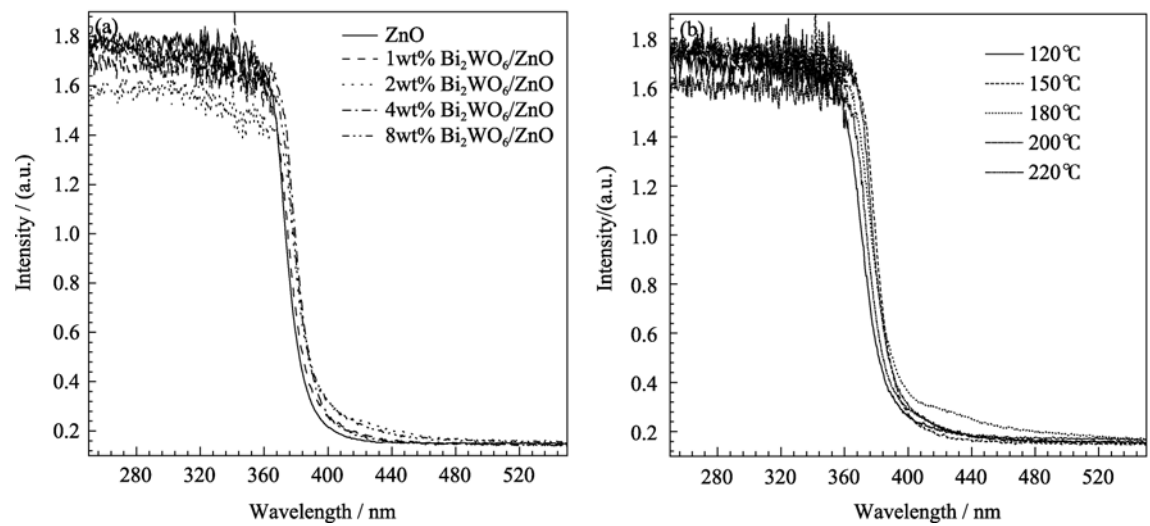 (a)
ZnO
1wt% Bi₂WO₆/ZnO
2wt% Bi₂WO₆/ZnO
4wt% Bi₂WO₆/ZnO
8wt% Bi₂WO₆/ZnO
1.8
1.6
1.4
1.2
1.0
0.8
0.6
0.4
0.2
Intensity / (a.u.)
280 320 360 400 440 480 520
Wavelength / nm
(b)
120℃
150℃
180℃
200℃
220℃
1.8
1.6
1.4
1.2
1.0
0.8
0.6
0.4
0.2
Intensity/(a.u.)
280 320 360 400 440 480 520
Wavelength / nm